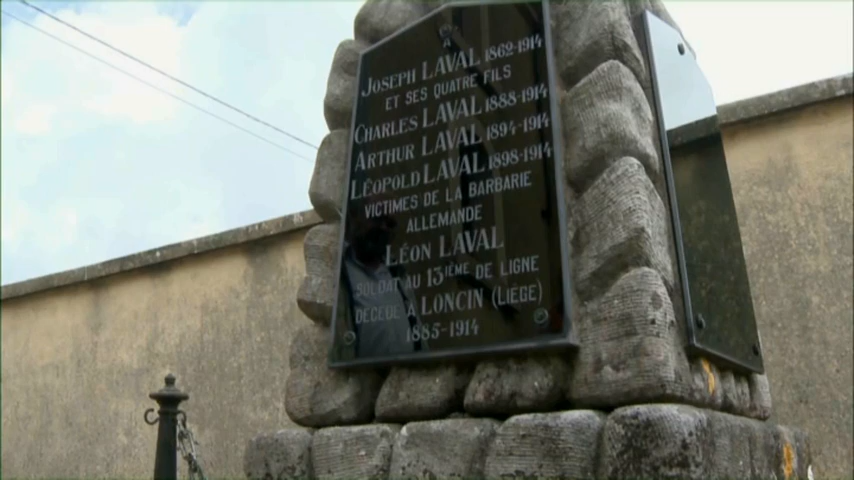 A
JOSEPH LAVAL 1862-1914
ET SES QUATRE FILS
CHARLES LAVAL 1888-1914
ARTHUR LAVAL 1894-1914
LÉOPOLD LAVAL 1898-1914
VICTIMES DE LA BARBARIE
ALLEMANDE
LÉON LAVAL
SOLDAT AU 13IÈME DE LIGNE
DÉCÉDÉ A LONCIN (LIÈGE)
1885-1914